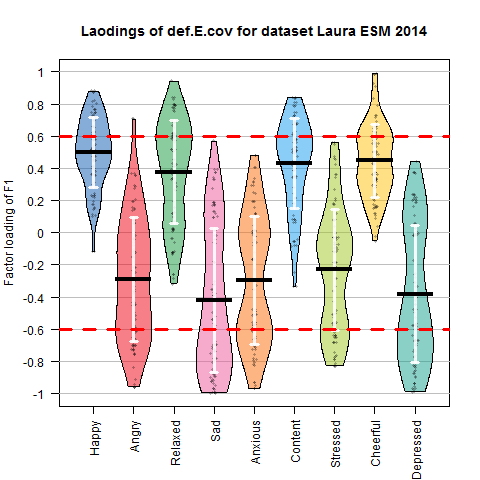 Laodings of def.E.cov for dataset Laura ESM 2014
Factor loading of F1
1
0.8
0.6
0.4
0.2
0
-0.2
-0.4
-0.6
-0.8
-1
Happy
Angry
Relaxed
Sad
Anxious
Content
Stressed
Cheerful
Depressed